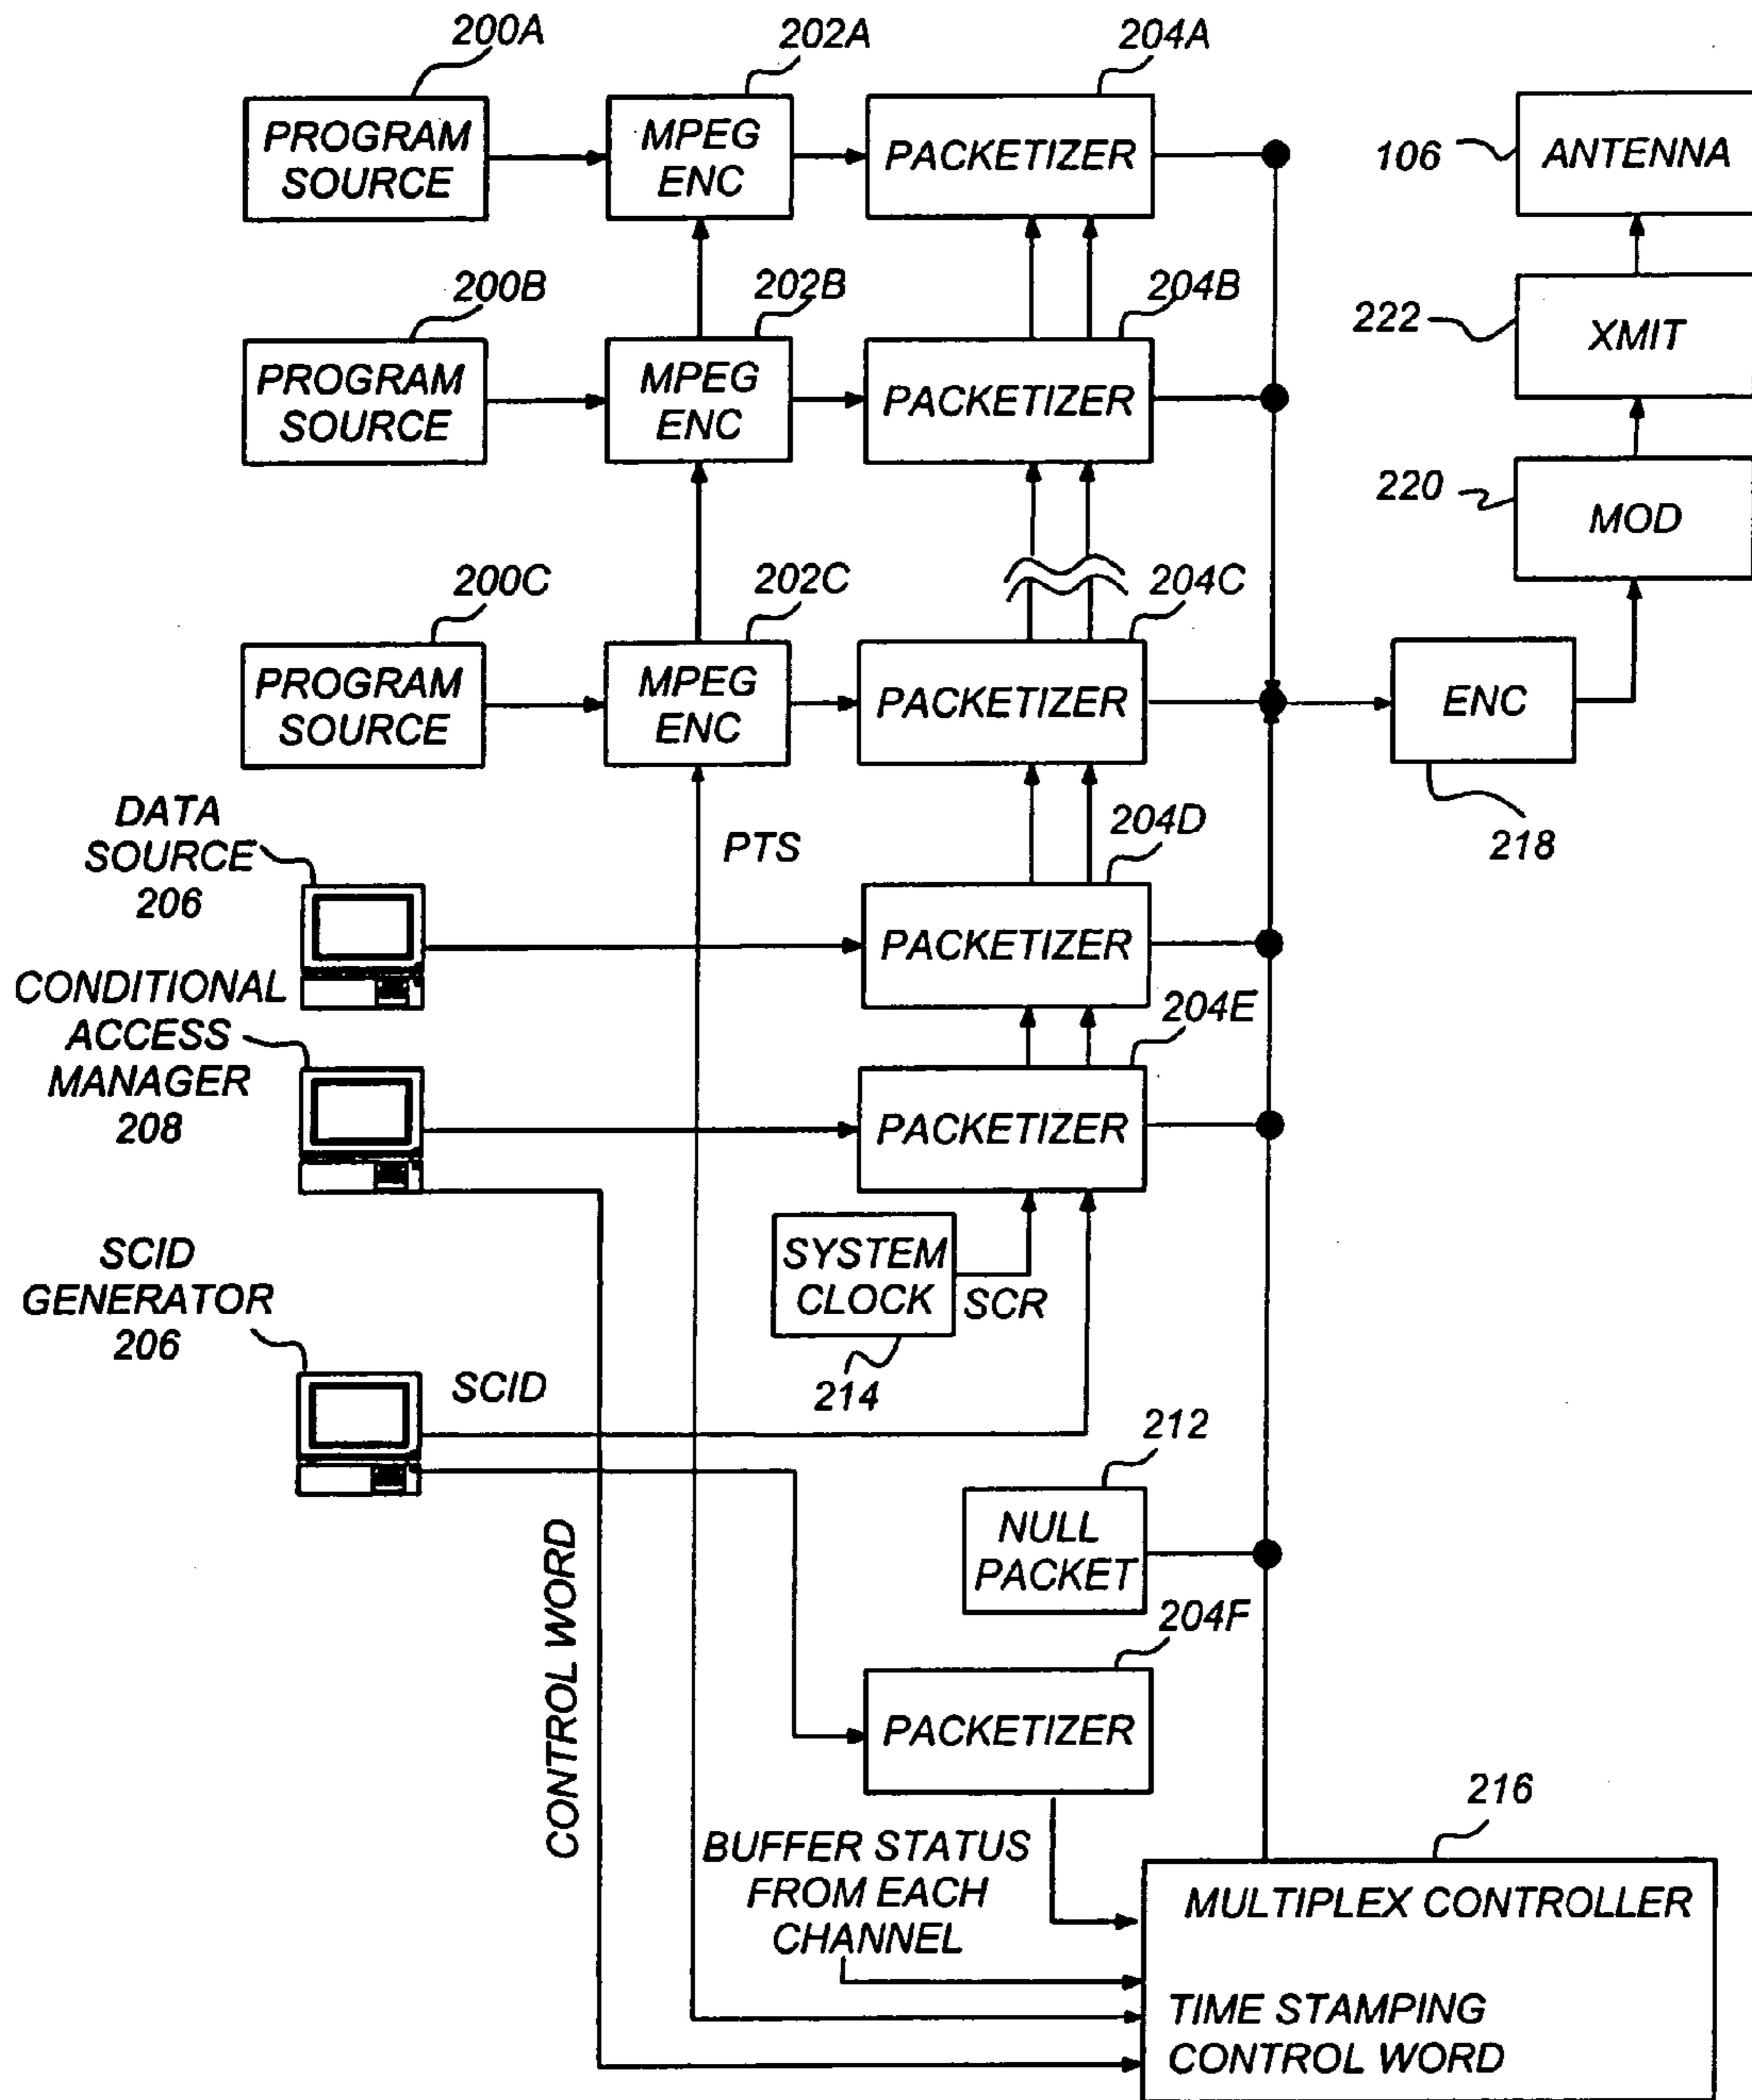 200A
202A
204A
PROGRAM
SOURCE
MPEG
ENC
PACKETIZER
106
ANTENNA
200B
202B
204B
222
XMIT
PROGRAM
SOURCE
MPEG
ENC
PACKETIZER
220
MOD
200C
202C
204C
PROGRAM
SOURCE
MPEG
ENC
PACKETIZER
ENC
218
DATA
SOURCE
206
PTS
204D
PACKETIZER
CONDITIONAL
ACCESS
MANAGER
208
204E
PACKETIZER
SYSTEM
CLOCK
SCR
214
SCID
GENERATOR
206
SCID
212
NULL
PACKET
CONTROL WORD
204F
PACKETIZER
216
BUFFER STATUS
FROM EACH
CHANNEL
MULTIPLEX CONTROLLER
TIME STAMPING
CONTROL WORD